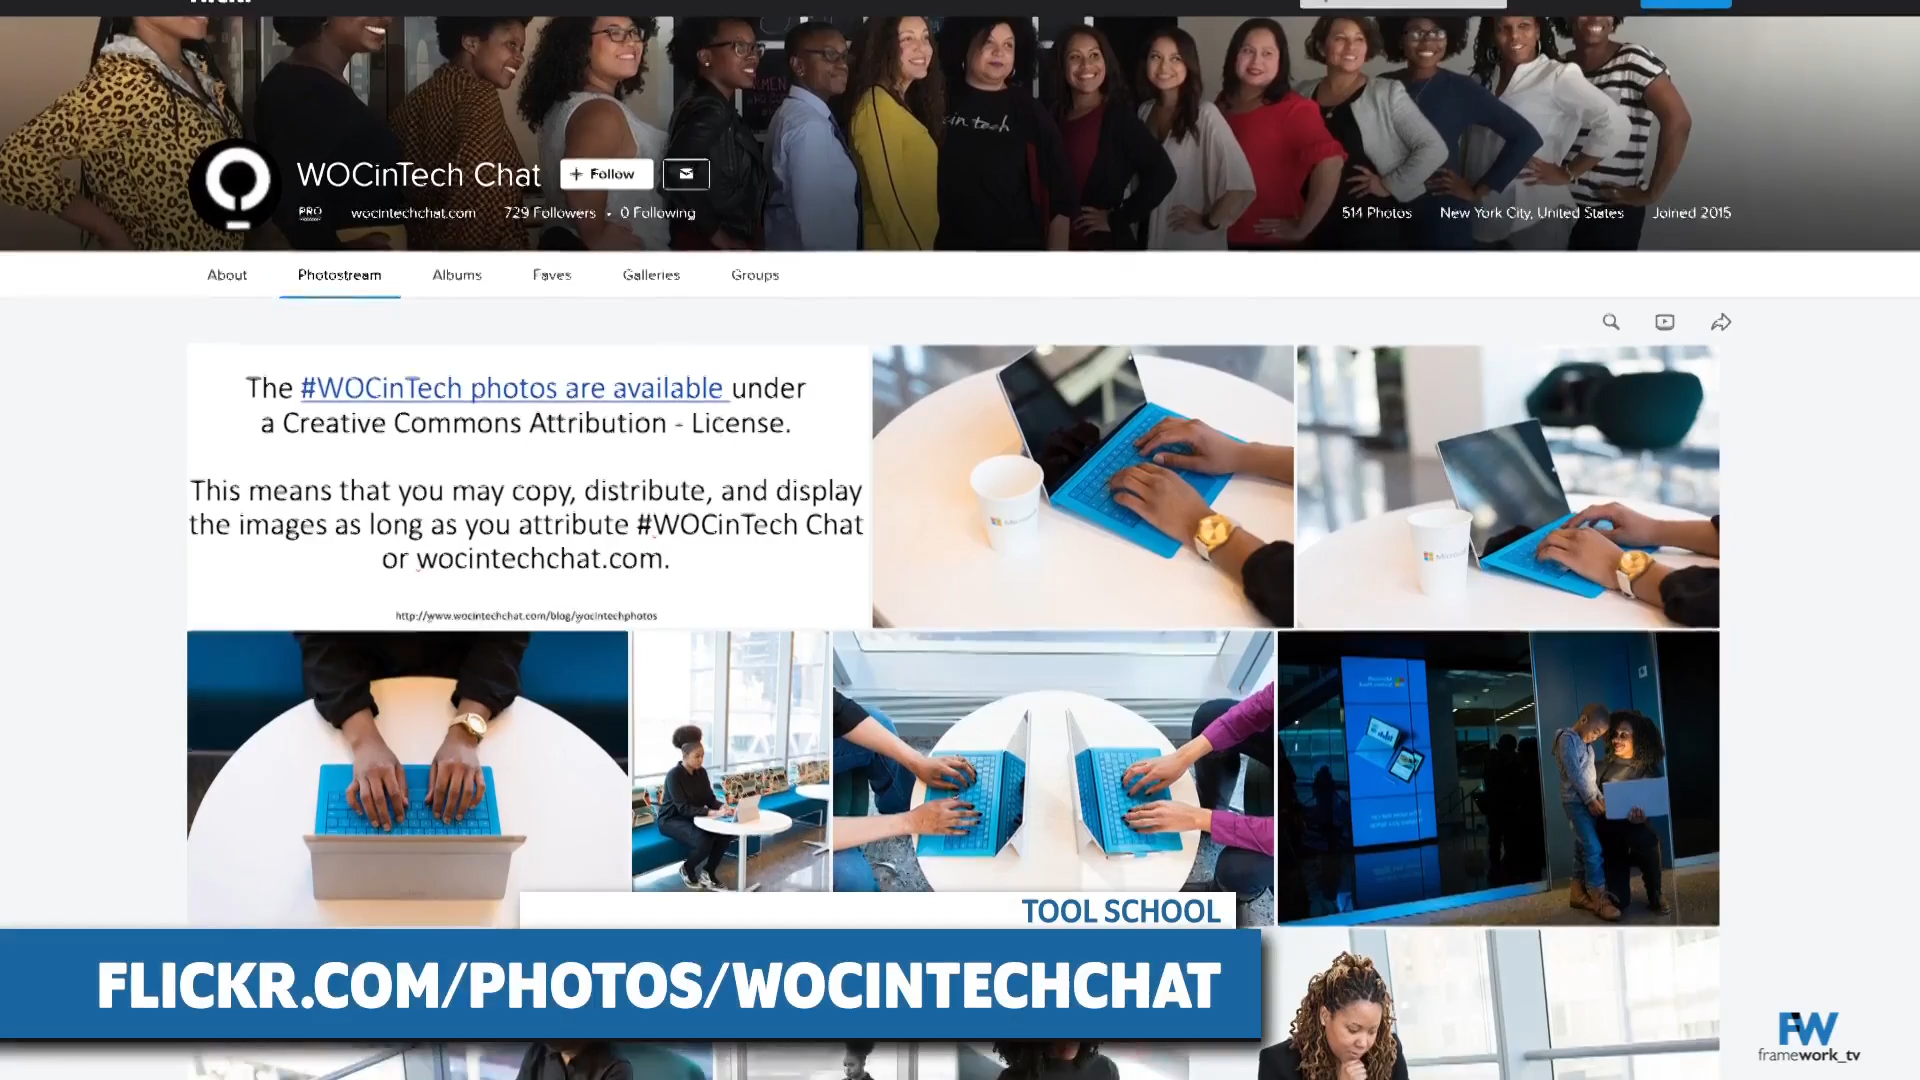 WOCinTech Chat
+ Follow
PRO
wocintechchat.com
729 Followers • 0 Following
514 Photos
New York City, United States
Joined 2015
About
Photostream
Albums
Faves
Galleries
Groups
The #WOCinTech photos are available under
a Creative Commons Attribution - License.
This means that you may copy, distribute, and display
the images as long as you attribute #WOCinTech Chat
or wocintechchat.com.
http://www.wocintechchat.com/blog/wocintechphotos
in tech
Microsoft
TOOL SCHOOL
FLICKR.COM/PHOTOS/WOCINTECHCHAT
FW
framework_tv